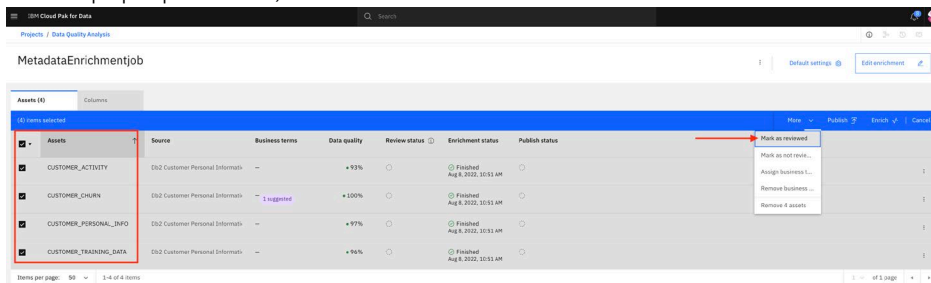 IBM Cloud Pak for Data
Search
Projects / Data Quality Analysis
MetadataEnrichmentjob
Default settings
Edit enrichment
Assets (4)
Columns
(4) items selected
More
Publish
Enrich
Cancel
Assets
Source
Business terms
Data quality
Review status
Enrichment status
Publish status
Mark as reviewed
Mark as not revie...
Assign business t...
Remove business ...
Remove 4 assets
CUSTOMER_ACTIVITY
Db2 Customer Personal Informati
—
93%
Finished
Aug 8, 2022, 10:51 AM
CUSTOMER_CHURN
Db2 Customer Personal Informati
—
1 suggested
100%
Finished
Aug 8, 2022, 10:51 AM
CUSTOMER_PERSONAL_INFO
Db2 Customer Personal Informati
—
97%
Finished
Aug 8, 2022, 10:51 AM
CUSTOMER_TRAINING_DATA
Db2 Customer Personal Informati
—
96%
Finished
Aug 8, 2022, 10:51 AM
Items per page: 50
1-4 of 4 items
1
of 1 page